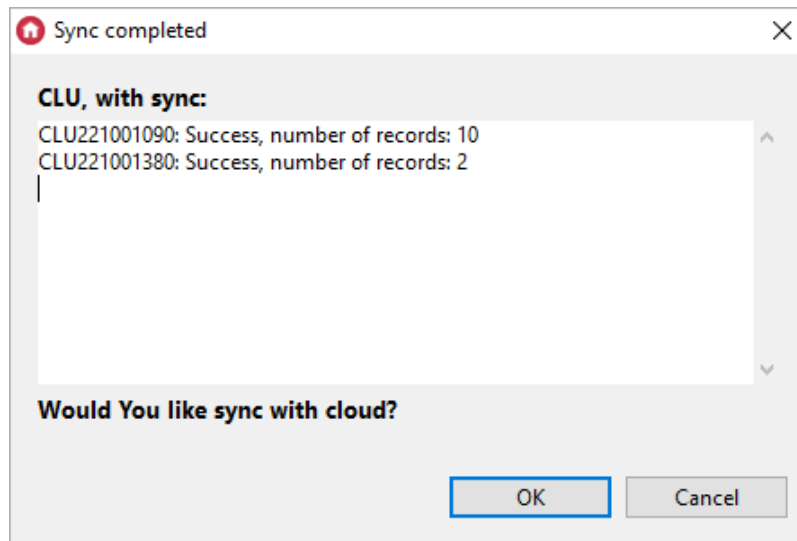 Sync completed
CLU, with sync:
CLU221001090: Success, number of records: 10
CLU221001380: Success, number of records: 2
Would You like sync with cloud?
OK
Cancel